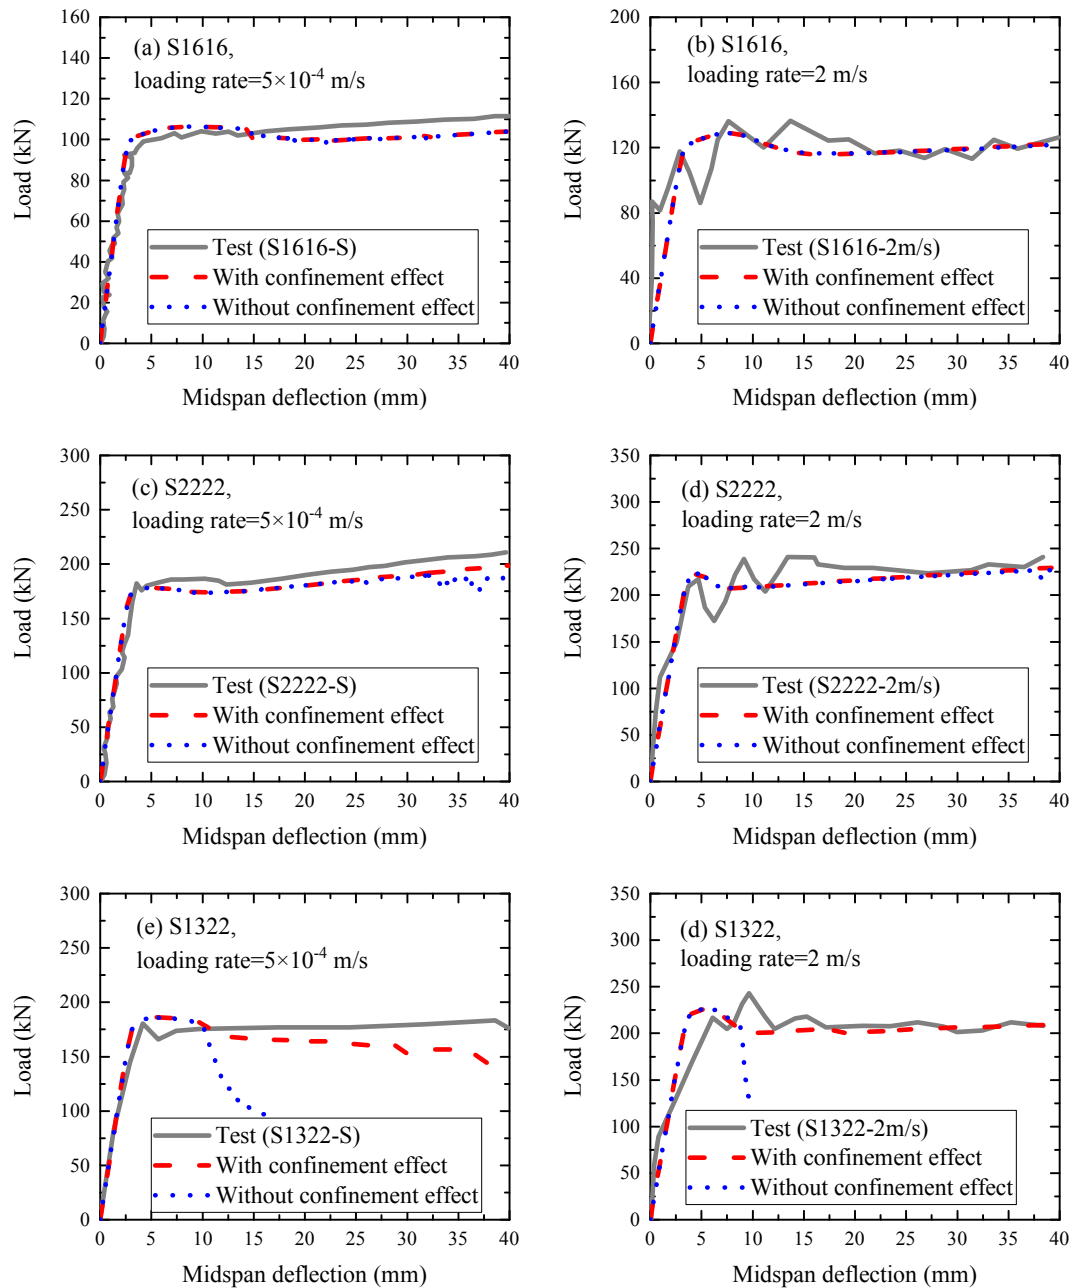 160
140
120
100
80
60
40
20
0
Load (kN)
(a) S1616,
loading rate=5×10⁻⁴ m/s
Test (S1616-S)
With confinement effect
Without confinement effect
0 5 10 15 20 25 30 35 40
Midspan deflection (mm)
200
160
120
80
40
0
Load (kN)
(b) S1616,
loading rate=2 m/s
Test (S1616-2m/s)
With confinement effect
Without confinement effect
0 5 10 15 20 25 30 35 40
Midspan deflection (mm)
300
250
200
150
100
50
0
Load (kN)
(c) S2222,
loading rate=5×10⁻⁴ m/s
Test (S2222-S)
With confinement effect
Without confinement effect
0 5 10 15 20 25 30 35 40
Midspan deflection (mm)
350
300
250
200
150
100
50
0
Load (kN)
(d) S2222,
loading rate=2 m/s
Test (S2222-2m/s)
With confinement effect
Without confinement effect
0 5 10 15 20 25 30 35 40
Midspan deflection (mm)
300
250
200
150
100
50
0
Load (kN)
(e) S1322,
loading rate=5×10⁻⁴ m/s
Test (S1322-S)
With confinement effect
Without confinement effect
0 5 10 15 20 25 30 35 40
Midspan deflection (mm)
350
300
250
200
150
100
50
0
Load (kN)
(d) S1322,
loading rate=2 m/s
Test (S1322-2m/s)
With confinement effect
Without confinement effect
0 5 10 15 20 25 30 35 40
Midspan deflection (mm)